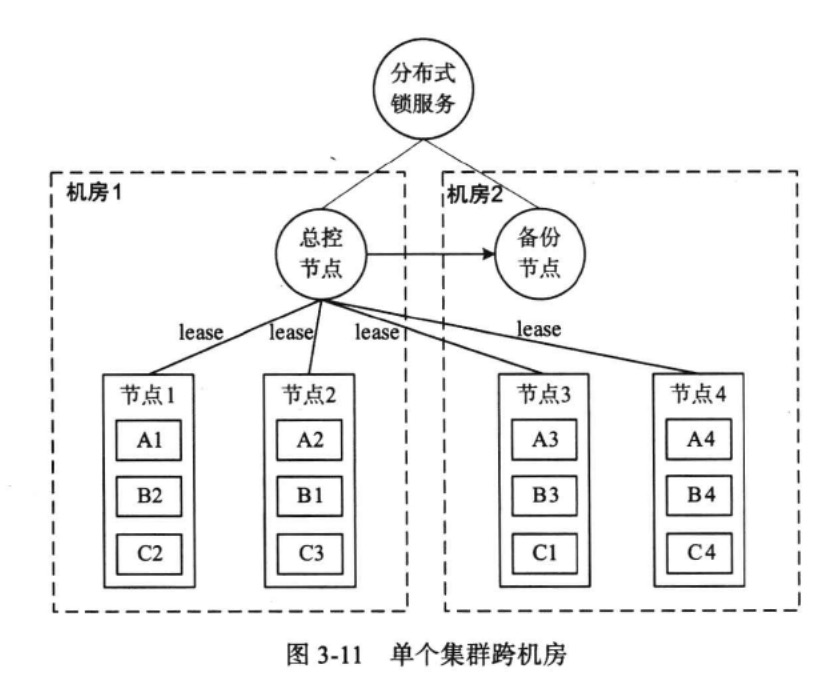 分布式
锁服务
机房1
机房2
总控
节点
备份
节点
lease
lease
lease
lease
节点1
节点2
节点3
节点4
A1
A2
A3
A4
B2
B1
B3
B4
C2
C3
C1
C4
图 3-11 单个集群跨机房